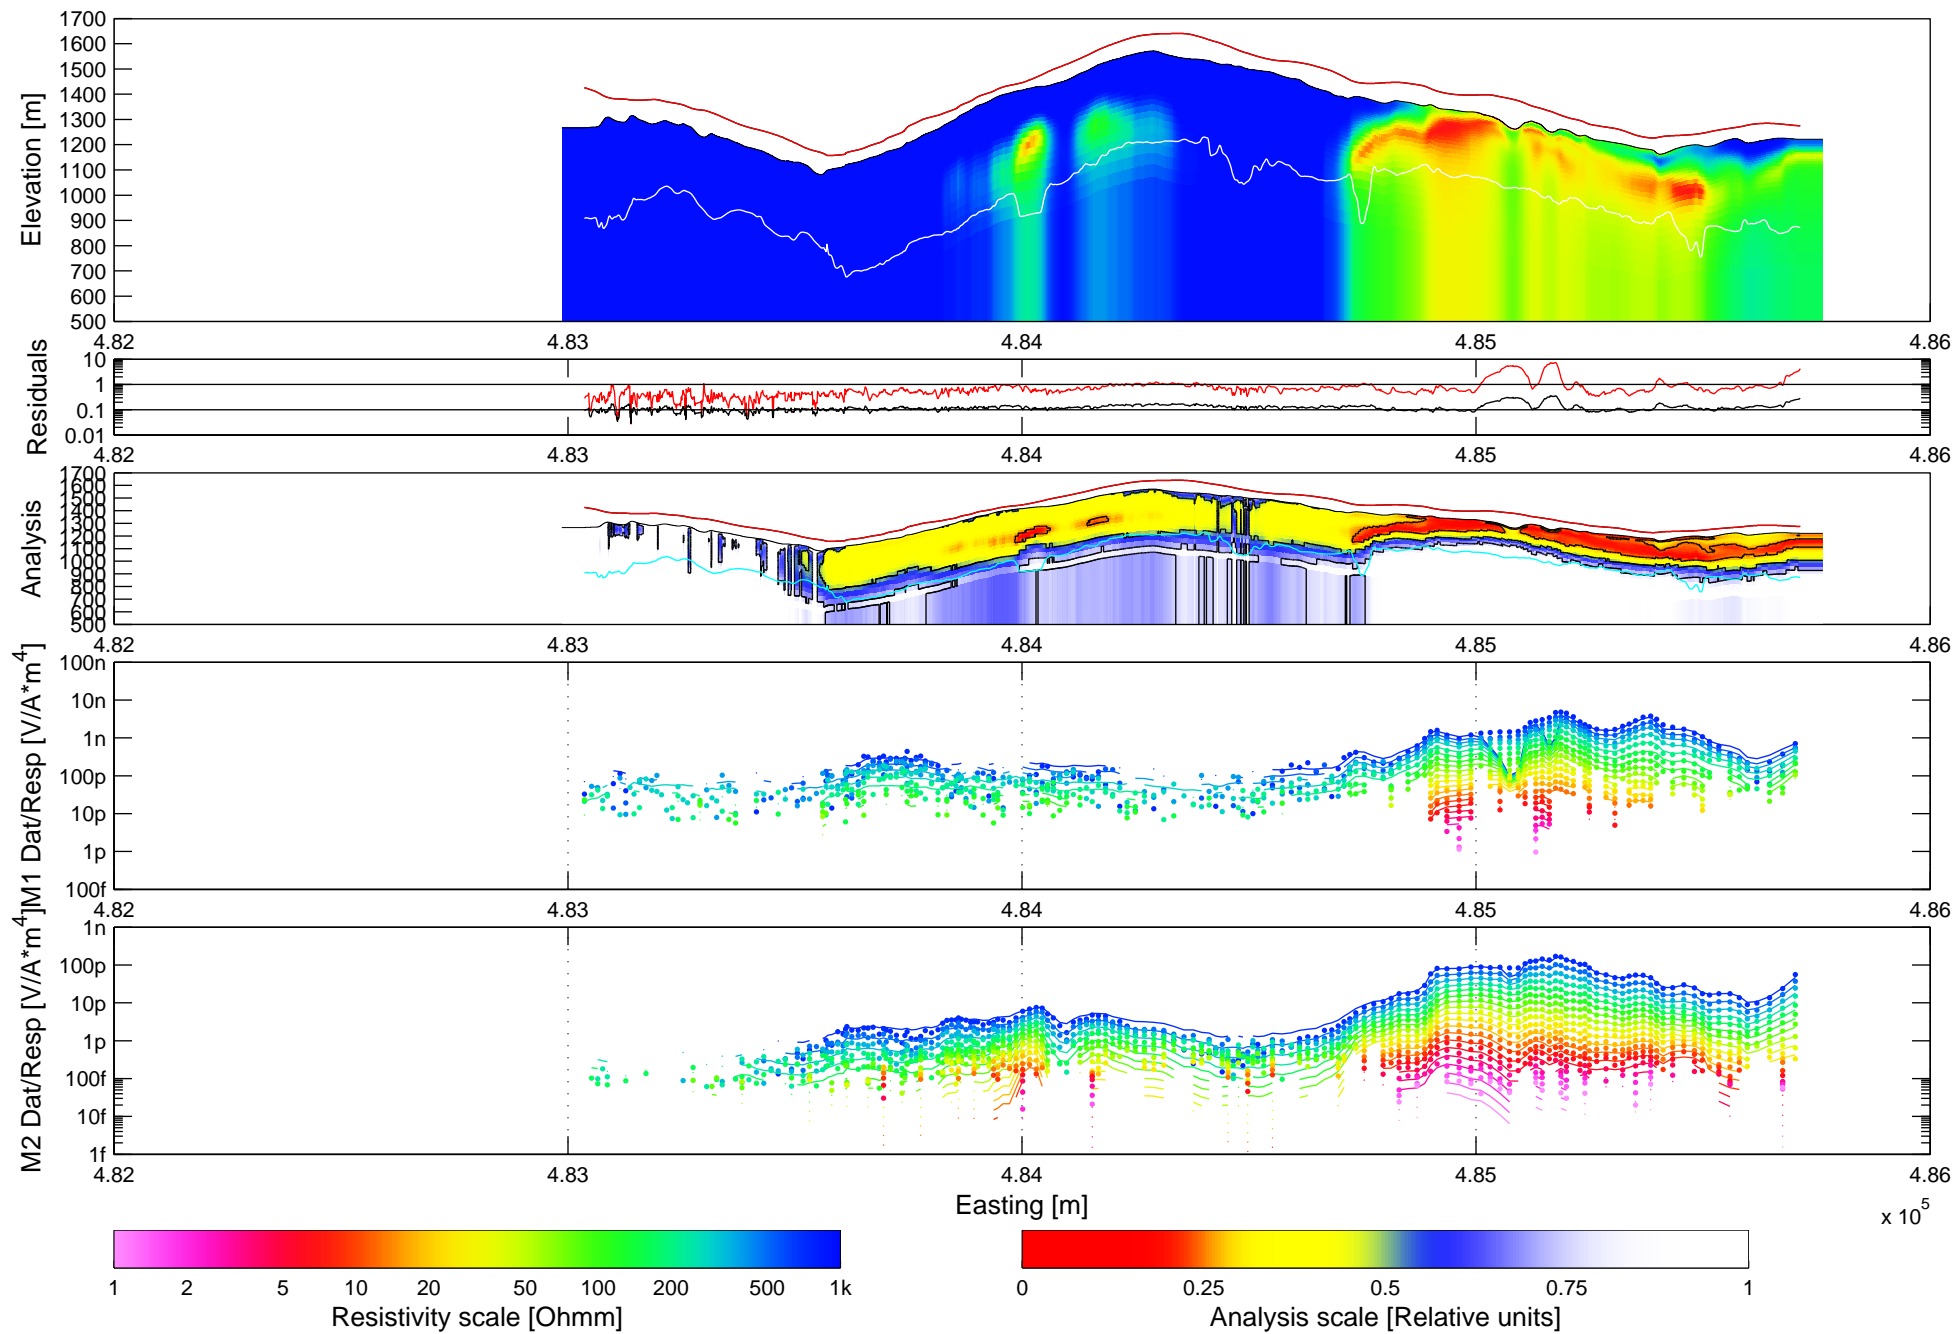 Elevation [m]
1700
1600
1500
1400
1300
1200
1100
1000
900
800
700
600
500
4.82 4.83 4.84 4.85 4.86
Residuals
10
1
0.1
0.01
4.82 4.83 4.84 4.85 4.86
Analysis
1700
1600
1500
1400
1300
1200
1100
1000
900
800
700
600
500
4.82 4.83 4.84 4.85 4.86
M1 Dat/Resp [V/A*m4]
100n
10n
1n
100p
10p
1p
100f
4.82 4.83 4.84 4.85 4.86
M2 Dat/Resp [V/A*m4]
1n
100p
10p
1p
100f
10f
1f
4.82 4.83 4.84 4.85 4.86
Easting [m]
x 10^5
1 2 5 10 20 50 100 200 500 1k
Resistivity scale [Ohmm]
0 0.25 0.5 0.75 1
Analysis scale [Relative units]